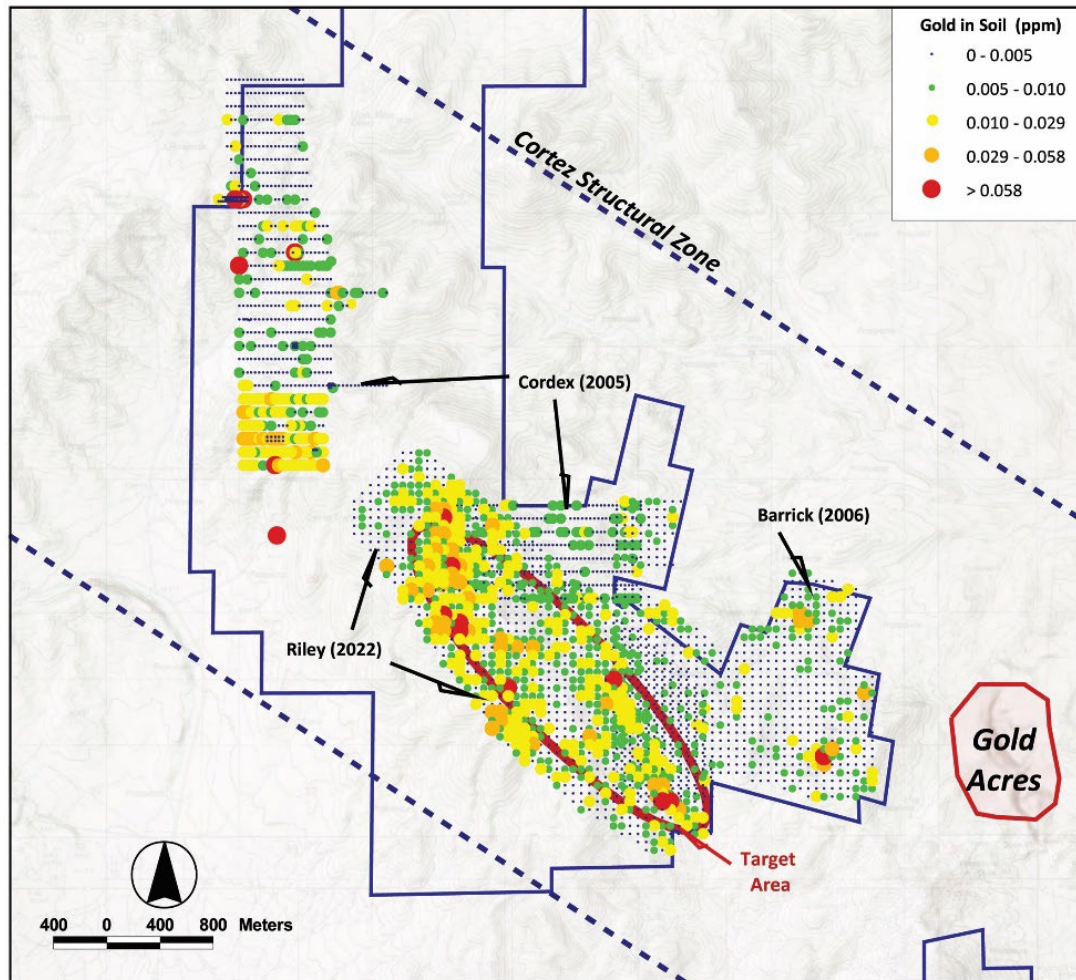 Gold in Soil (ppm)
0 - 0.005
0.005 - 0.010
0.010 - 0.029
0.029 - 0.058
> 0.058
Cortez Structural Zone
Cordex (2005)
Barrick (2006)
Riley (2022)
Gold
Acres
Target
Area
400 0 400 800 Meters